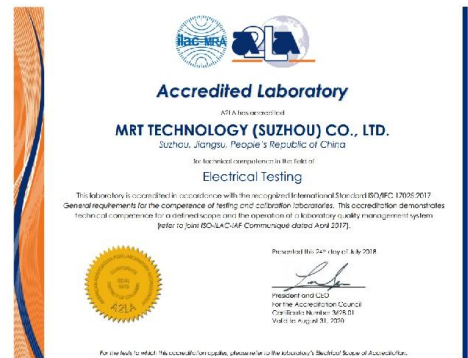 ilac-MRA
A2LA
Accredited Laboratory
A2LA has accredited
MRT TECHNOLOGY (SUZHOU) CO., LTD.
Suzhou, Jiangsu, People's Republic of China
for technical competence in the field of
Electrical Testing
This laboratory is accredited in accordance with the recognized International Standard ISO/IEC 17025:2017
General requirements for the competence of testing and calibration laboratories. This accreditation demonstrates
technical competence for a defined scope and the operation of a laboratory quality management system
(refer to joint ISO-ILAC-IAF Communiqué dated April 2017).
Presented this 24th day of July 2018.
President and CEO
For the Accreditation Council
Certificate Number 3628.01
Valid to August 31, 2020
A2LA
For the tests to which this accreditation applies, please refer to the laboratory's Electrical Scope of Accreditation.